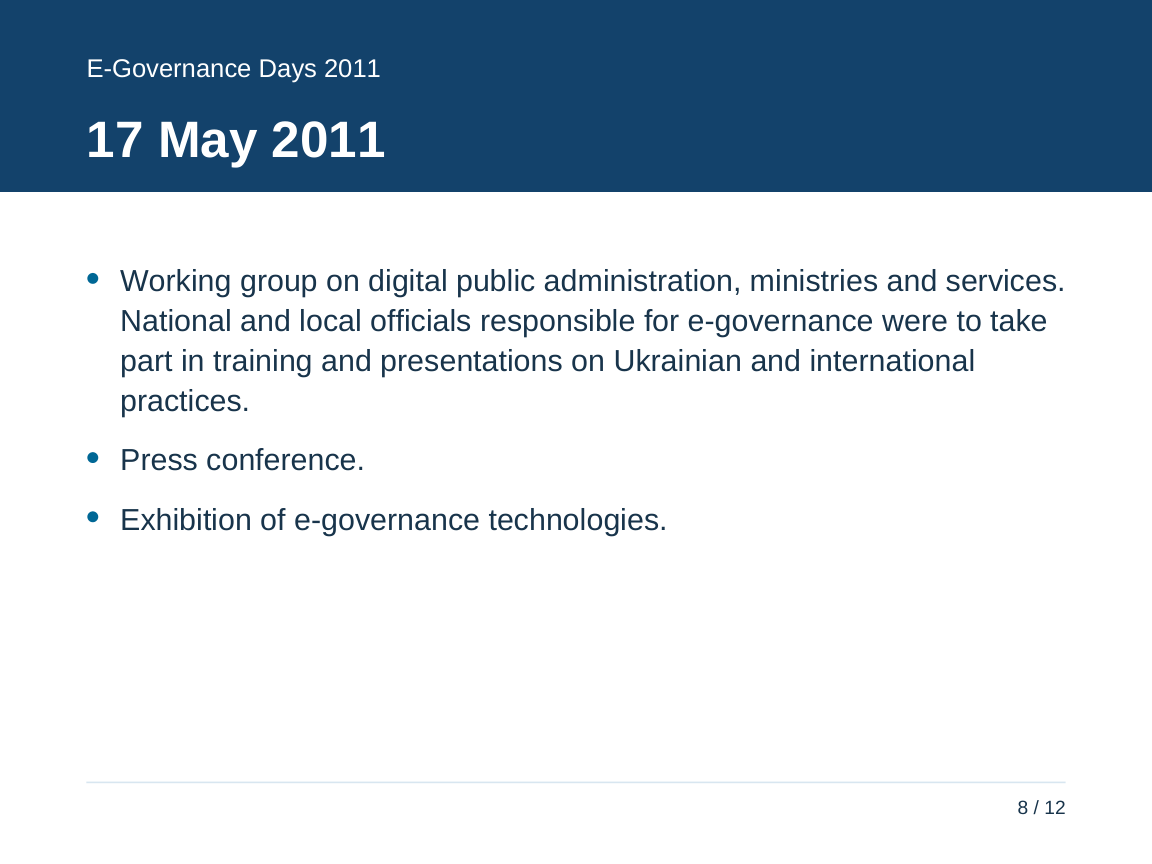 E-Governance Days 2011
17 May 2011
• Working group on digital public administration, ministries and services.
National and local officials responsible for e-governance were to take
part in training and presentations on Ukrainian and international
practices.
• Press conference.
• Exhibition of e-governance technologies.
8 / 12